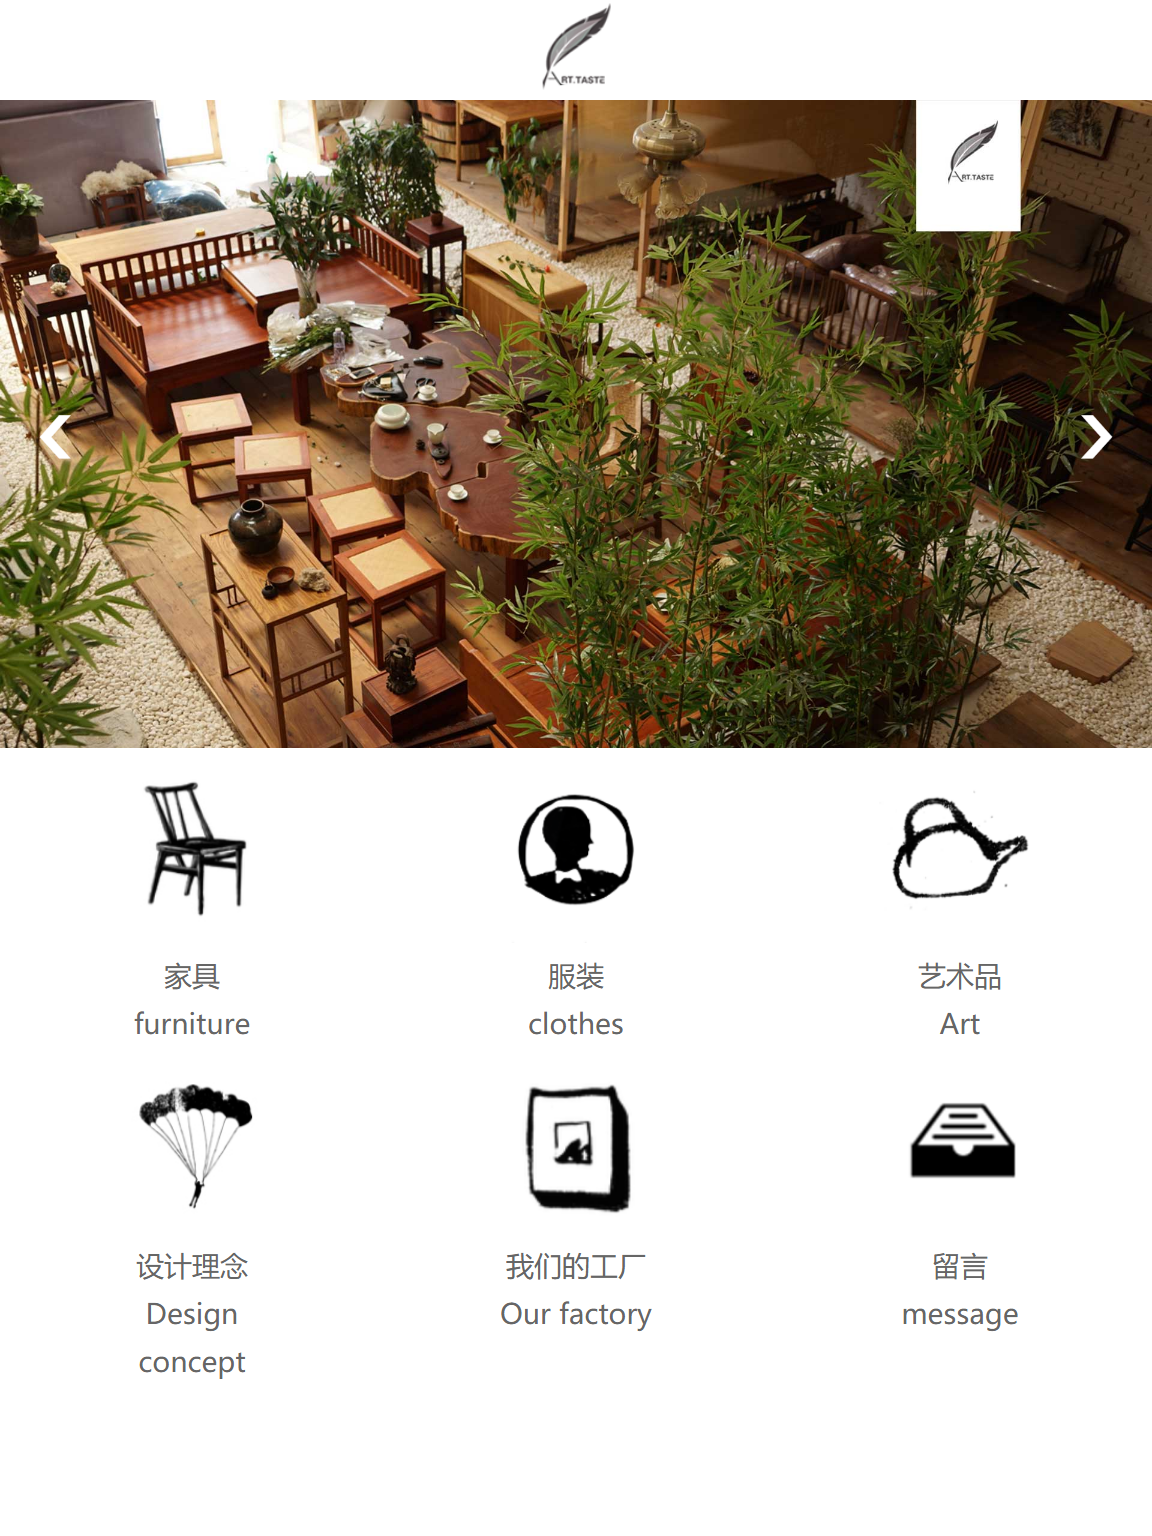 ART.TASTE
ART.TASTE
家具
furniture
服装
clothes
艺术品
Art
设计理念
Design
concept
我们的工厂
Our factory
留言
message